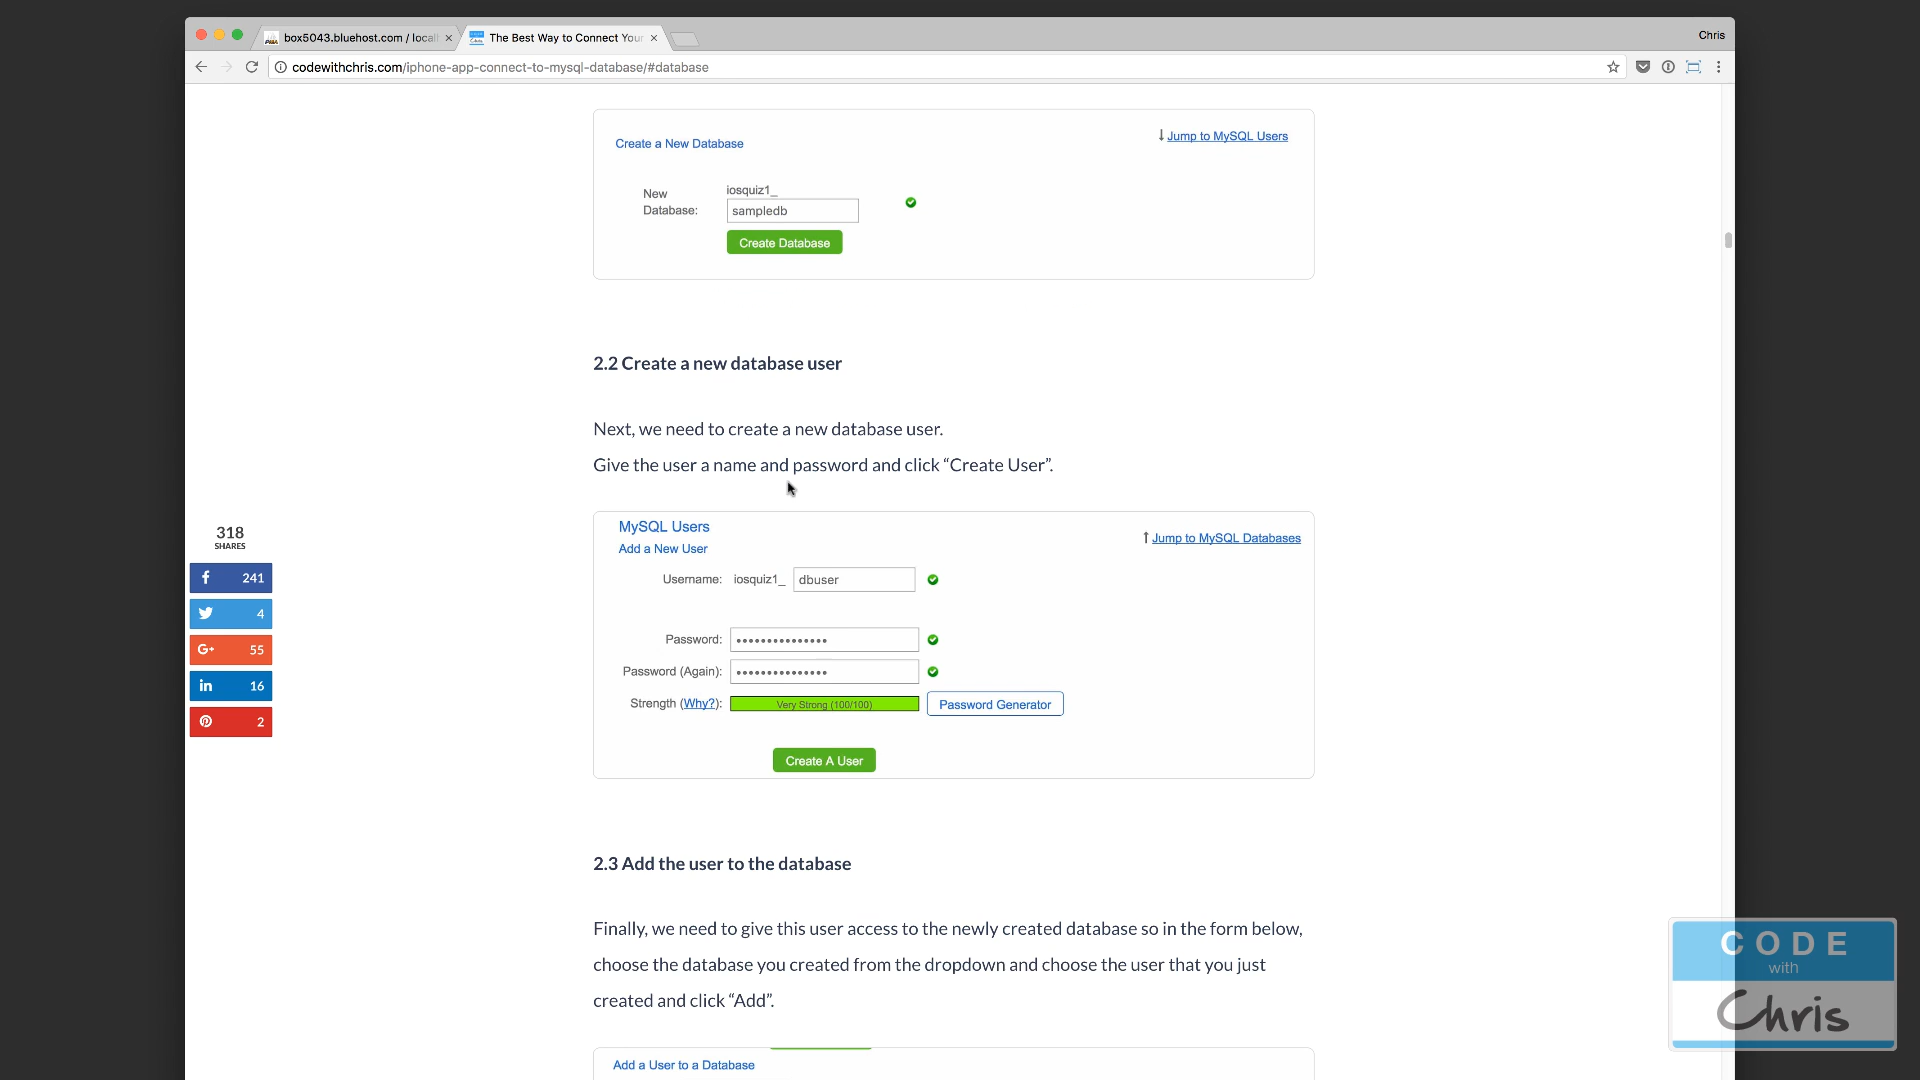 box5043.bluehost.com / local
The Best Way to Connect Your
Chris
codewithchris.com/iphone-app-connect-to-mysql-database/#database
Jump to MySQL Users
Create a New Database
New
Database:
iosquiz1_
sampledb
Create Database
2.2 Create a new database user
Next, we need to create a new database user.
Give the user a name and password and click “Create User”.
MySQL Users
Jump to MySQL Databases
Add a New User
Username: iosquiz1_ dbuser
Password:
Password (Again):
Strength (Why?): Very Strong (100/100) Password Generator
Create A User
318
SHARES
241
4
G+ 55
in 16
2
2.3 Add the user to the database
Finally, we need to give this user access to the newly created database so in the form below,
choose the database you created from the dropdown and choose the user that you just
created and click “Add”.
Add a User to a Database
CODE
with
Chris